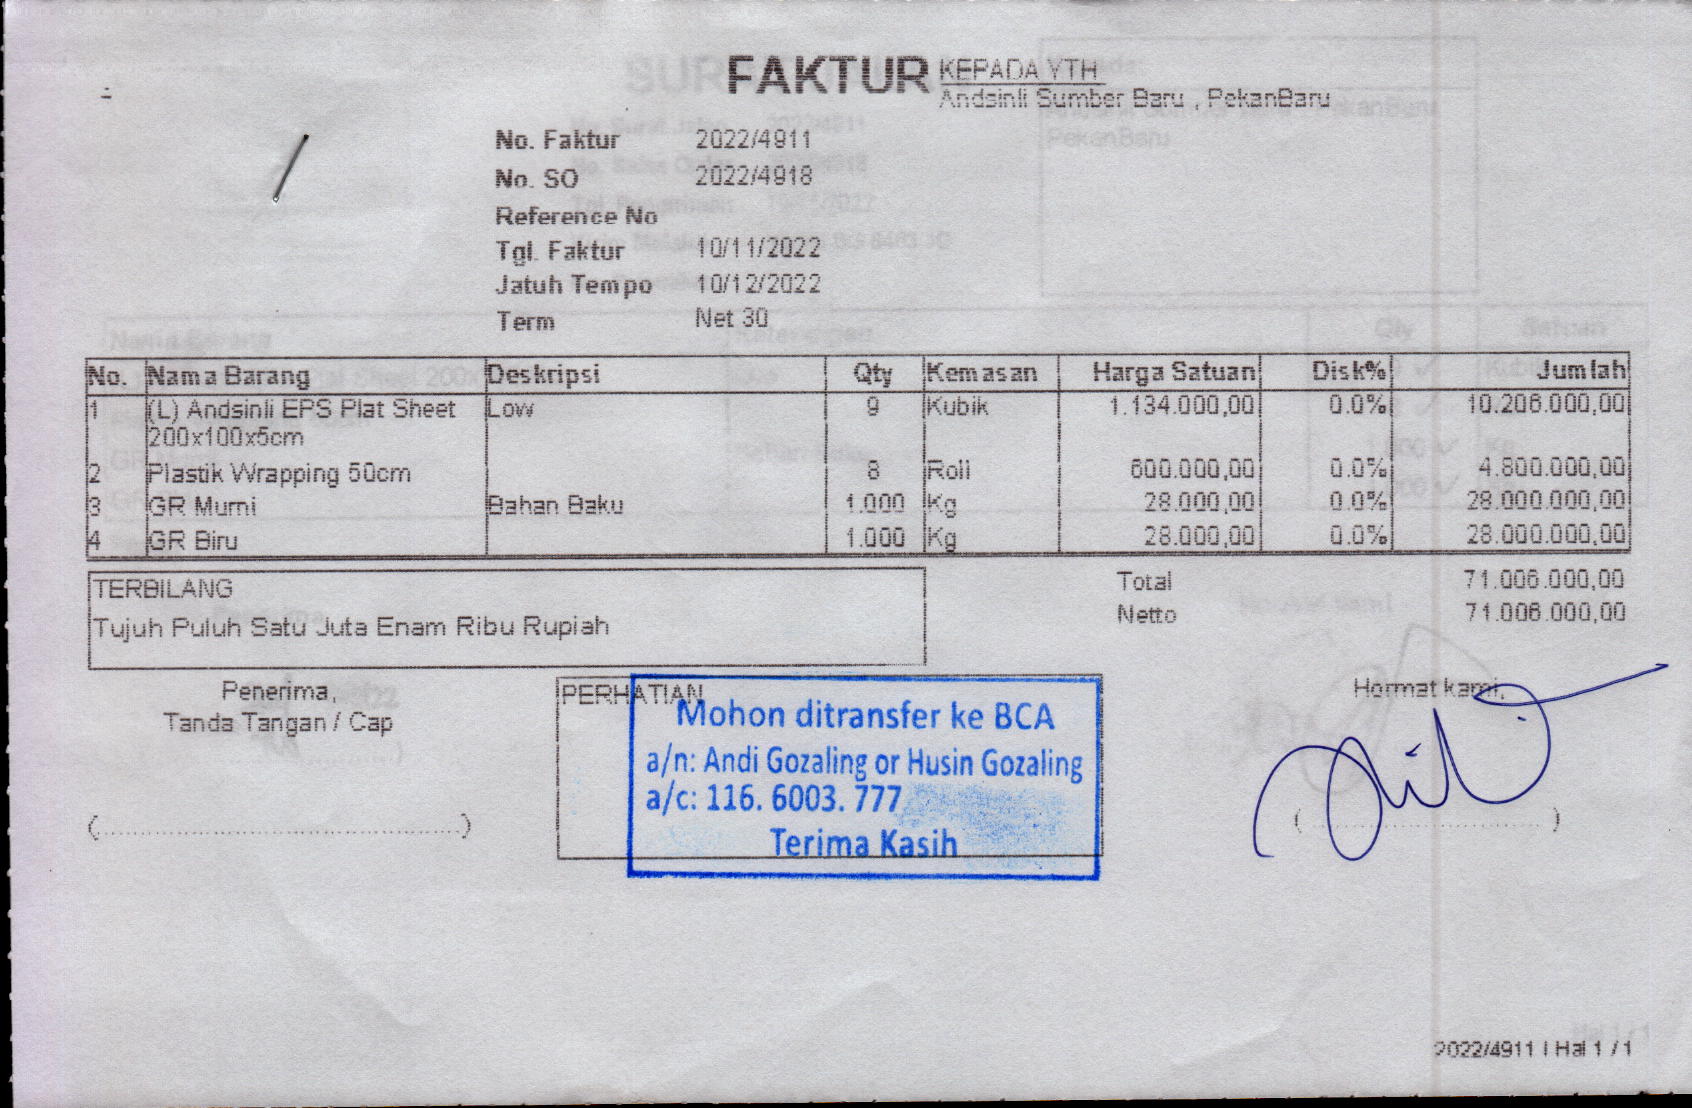 FAKTUR
KEPADA YTH
Andsinli Sumber Baru , PekanBaru
No. Faktur 2022/4911
No. SO 2022/4918
Reference No
Tgl. Faktur 10/11/2022
Jatuh Tempo 10/12/2022
Term Net 30
No. Nama Barang Deskripsi Qty Kemasan Harga Satuan Disk% Jumlah
1 (L) Andsinli EPS Plat Sheet Low 9 Kubik 1.134.000,00 0.0% 10.206.000,00
200x100x5cm
2 Plastik Wrapping 50cm 8 Roll 600.000,00 0.0% 4.800.000,00
3 GR Murni Bahan Baku 1.000 Kg 28.000,00 0.0% 28.000.000,00
4 GR Biru 1.000 Kg 28.000,00 0.0% 28.000.000,00
TERBILANG
Tujuh Puluh Satu Juta Enam Ribu Rupiah
Total 71.006.000,00
Netto 71.006.000,00
Penerima,
Tanda Tangan / Cap
PERHATIAN
Mohon ditransfer ke BCA
a/n: Andi Gozaling or Husin Gozaling
a/c: 116. 6003. 777
Terima Kasih
Hormat kami,
2022/4911 | Hal 1 / 1